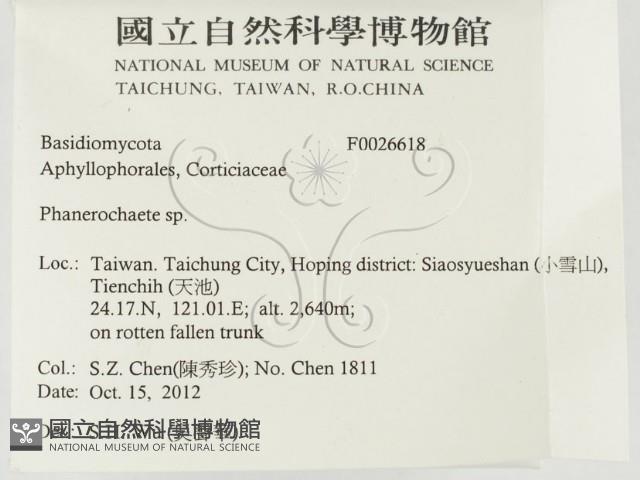 國立自然科學博物館
NATIONAL MUSEUM OF NATURAL SCIENCE
TAICHUNG, TAIWAN, R.O.CHINA
Basidiomycota F0026618
Aphyllophorales, Corticiaceae
Phanerochaete sp.
Loc.: Taiwan. Taichung City, Hoping district: Siaosyueshan (小雪山),
Tienchih (天池)
24.17.N, 121.01.E; alt. 2,640m;
on rotten fallen trunk
Col.: S.Z. Chen(陳秀珍); No. Chen 1811
Date: Oct. 15, 2012
國立自然科學博物館
NATIONAL MUSEUM OF NATURAL SCIENCE